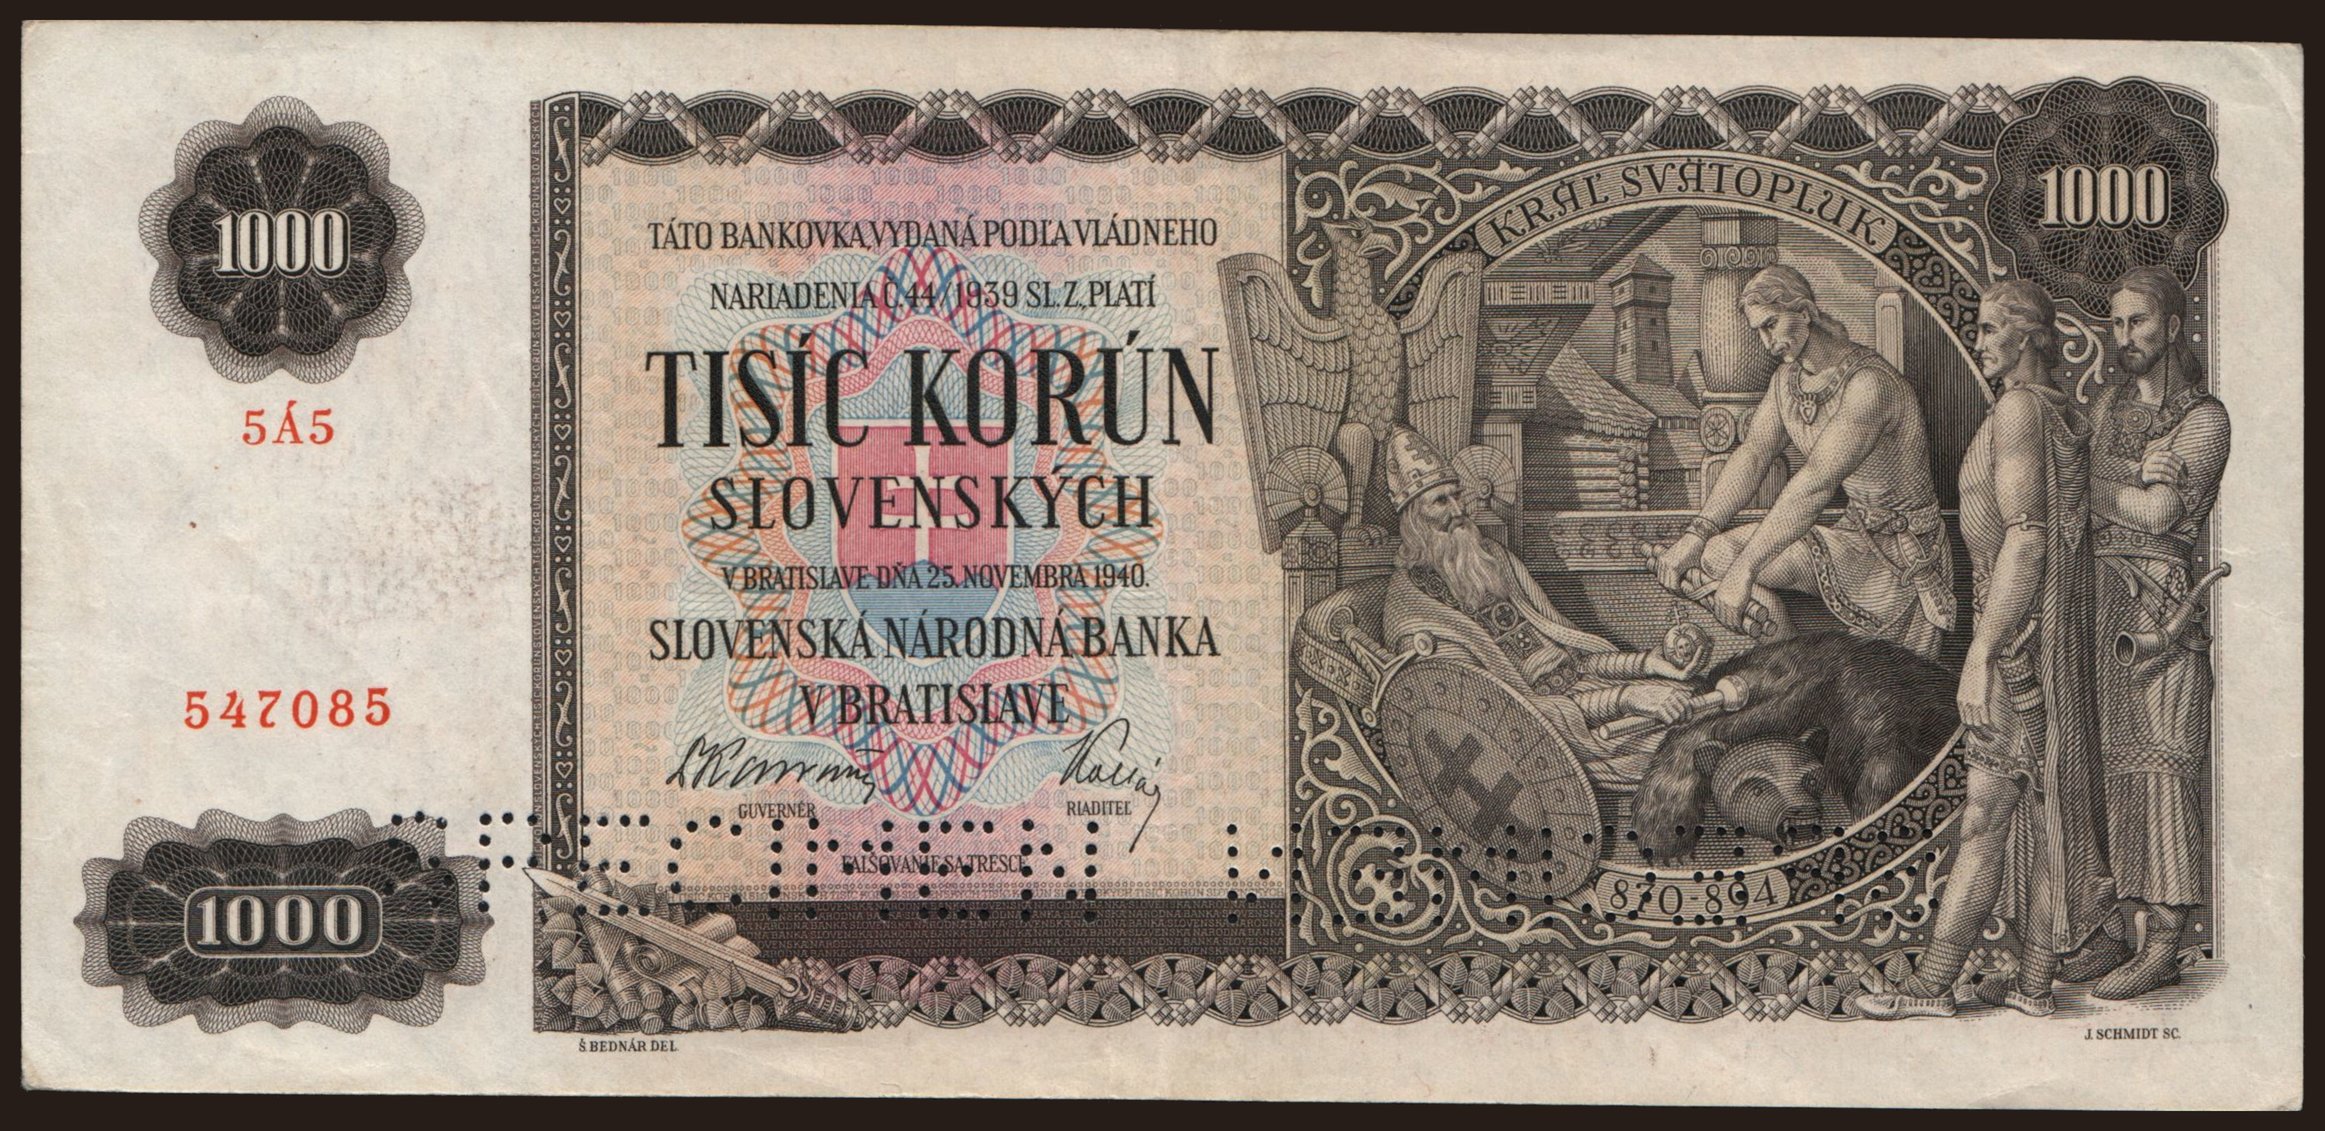 1000
5Á5
547085
1000
TÁTO BANKOVKA, VYDANÁ PODĽA VLÁDNEHO
NARIADENIA Č. 44/1939 SL. Z., PLATÍ
TISÍC KORÚN
SLOVENSKÝCH
V BRATISLAVE DŇA 25. NOVEMBRA 1940.
SLOVENSKÁ NÁRODNÁ BANKA
V BRATISLAVE
GUVERNÉR
RIADITEĽ
FALŠOVANIE SA TRESCE
SPECIMEN
KRÁĽ SVÄTOPLUK
1000
870-894
Š. BEDNÁR DEL.
J. SCHMIDT SC.